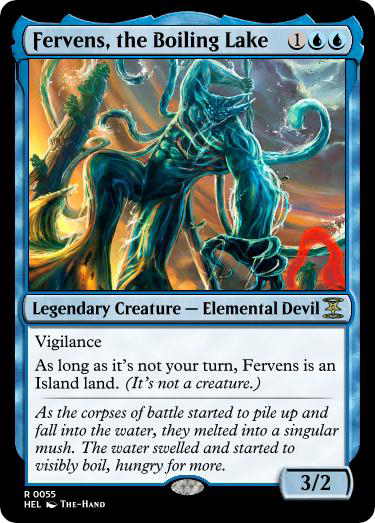 Fervens, the Boiling Lake 1
Legendary Creature — Elemental Devil
Vigilance
As long as it's not your turn, Fervens is an
Island land. (It's not a creature.)
As the corpses of battle started to pile up and
fall into the water, they melted into a singular
mush. The water swelled and started to
visibly boil, hungry for more.
3/2
R 0055
HEL The-Hand